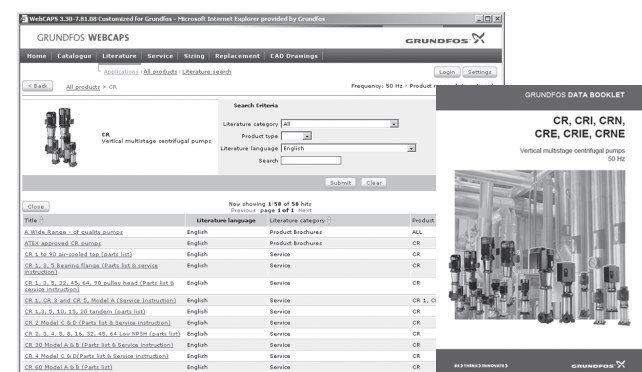 WebCAPS 3.30-7.81.08 Customized for Grundfos - Microsoft Internet Explorer provided by Grundfos
GRUNDFOS WEBCAPS
GRUNDFOS
Home Catalogue Literature Service Sizing Replacement CAD Drawings
Applications | All products | Literature search
Login Settings
< Back All products > CR
Frequency: 50 Hz - Product
CR
Vertical multistage centrifugal pumps
Search Criteria
Literature category All
Product type
Literature language English
Search
Submit Clear
Close
Now showing 1-50 of 50 hits
Previous page 1 of 1 Next
Title Literature language Literature category Product
A Wide Range - of quality pumps English Product Brochures ALL
ATEX approved CR pumps English Product Brochures CR
CR 1 to 90 air-cooled top (parts list) English Service CR
CR 1, 3, 5 Bearing flange (Parts list & service instruction) English Service CR
CR 1, 3, 5, 32, 45, 64, 90 pulley head (Parts list & service instruction) English Service CR
CR 1, CR 3 and CR 5, Model A (Service Instruction) English Service CR 1, C
CR 1,3, 5, 10, 15, 20 tandem (parts list) English Service CR
CR 2 Model C & D (Parts list & Service instruction) English Service CR
CR 2, 3, 4, 5, 8, 16, 32, 45, 64 Low NPSH (parts list) English Service CR
CR 30 Model A & B (Parts list & Service instruction) English Service CR
CR 4 Model C & D(Parts list & Service instruction) English Service CR
CR 60 Model A & B (Parts list) English Service CR
GRUNDFOS DATA BOOKLET
CR, CRI, CRN,
CRE, CRIE, CRNE
Vertical multistage centrifugal pumps
50 Hz
BE > THINK > INNOVATE >
GRUNDFOS